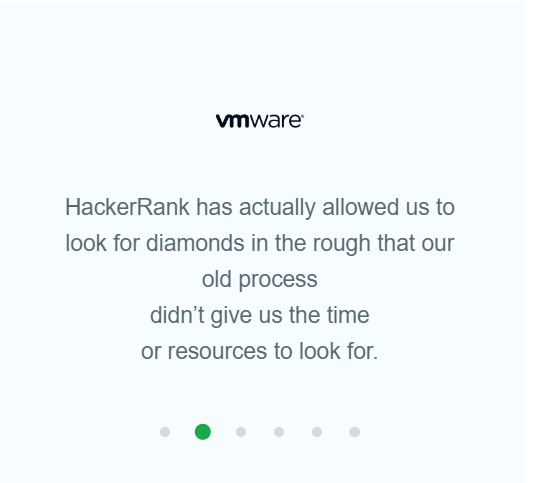 vmware®
HackerRank has actually allowed us to
look for diamonds in the rough that our
old process
didn’t give us the time
or resources to look for.